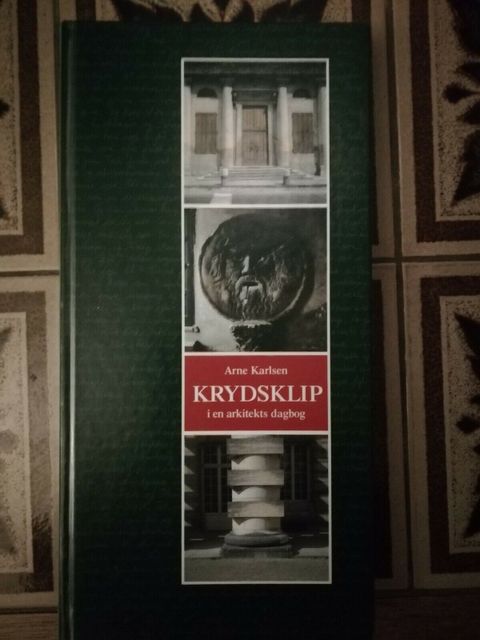 Arne Karlsen
KRYDSKLIP
i en arkitekts dagbog